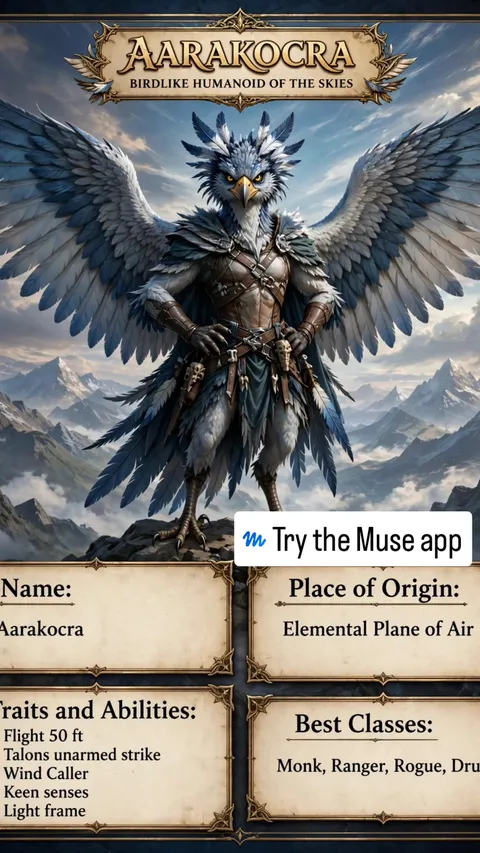 AARAKOCRA
BIRDLIKE HUMANOID OF THE SKIES
Try the Muse app
Name:
Aarakocra
Place of Origin:
Elemental Plane of Air
Traits and Abilities:
Flight 50 ft
Talons unarmed strike
Wind Caller
Keen senses
Light frame
Best Classes:
Monk, Ranger, Rogue, Dru